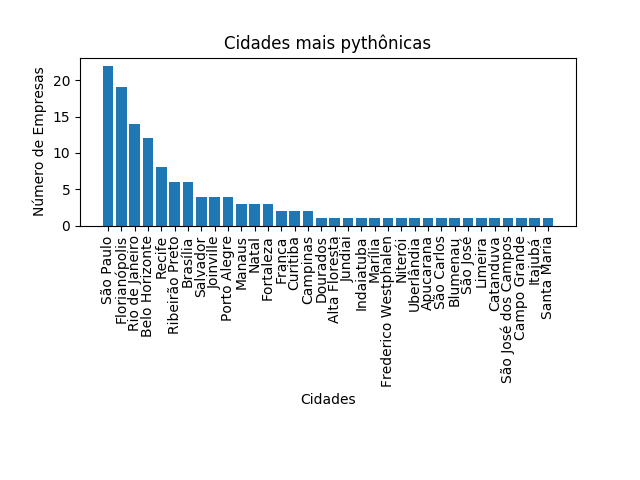 Cidades mais pythônicas
Número de Empresas
20
15
10
5
0
São Paulo
Florianópolis
Rio de Janeiro
Belo Horizonte
Recife
Ribeirão Preto
Brasília
Salvador
Joinville
Porto Alegre
Manaus
Natal
Fortaleza
Franca
Curitiba
Campinas
Dourados
Alta Floresta
Jundiaí
Indaiatuba
Marília
Frederico Westphalen
Niterói
Uberlândia
Apucarana
São Carlos
Blumenau
São José
Limeira
Catanduva
São José dos Campos
Campo Grande
Itajubá
Santa Maria
Cidades